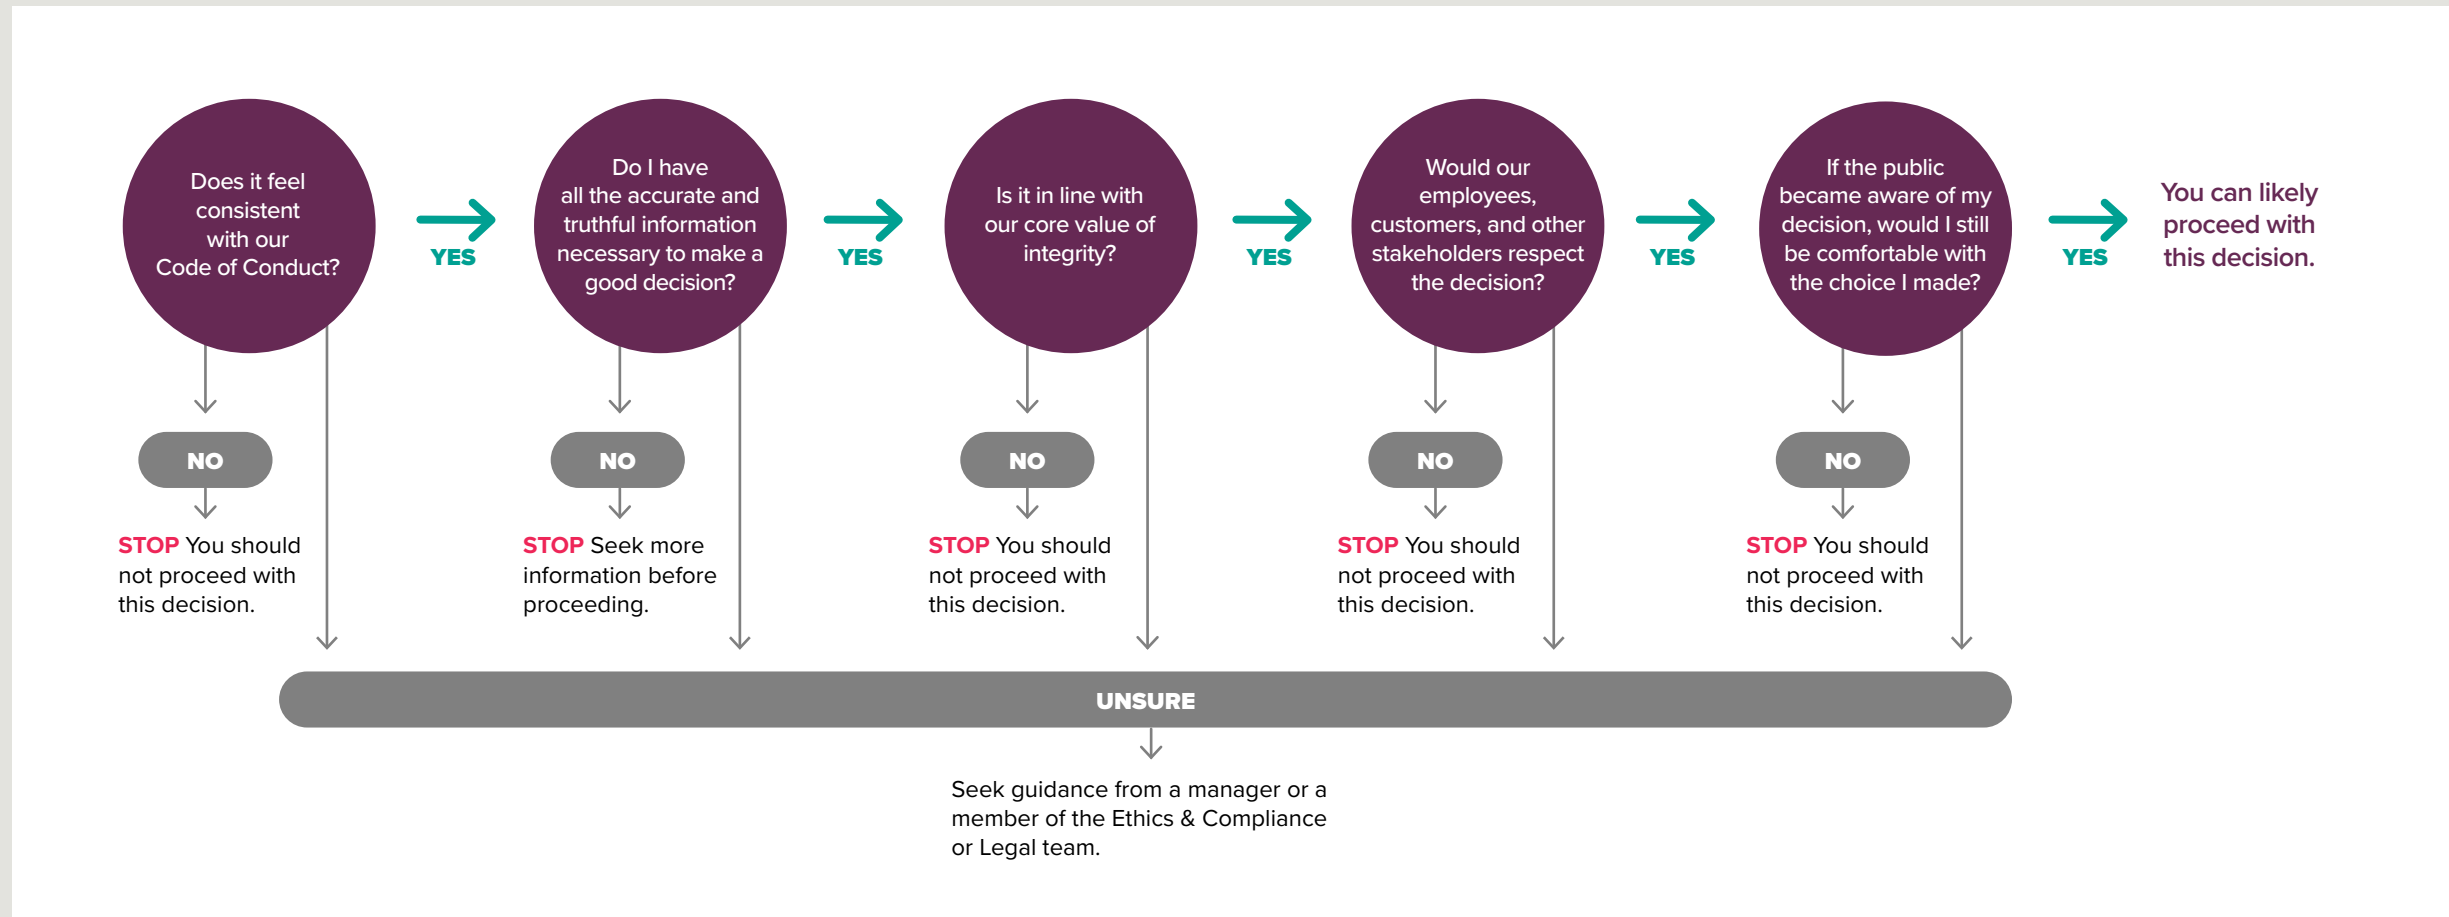 Does it feel
consistent
with our
Code of Conduct?
YES
Do I have
all the accurate and
truthful information
necessary to make a
good decision?
YES
Is it in line with
our core value of
integrity?
YES
Would our
employees,
customers, and other
stakeholders respect
the decision?
YES
If the public
became aware of my
decision, would I still
be comfortable with
the choice I made?
YES
You can likely
proceed with
this decision.
NO
STOP You should
not proceed with
this decision.
NO
STOP Seek more
information before
proceeding.
NO
STOP You should
not proceed with
this decision.
NO
STOP You should
not proceed with
this decision.
NO
STOP You should
not proceed with
this decision.
UNSURE
Seek guidance from a manager or a
member of the Ethics & Compliance
or Legal team.